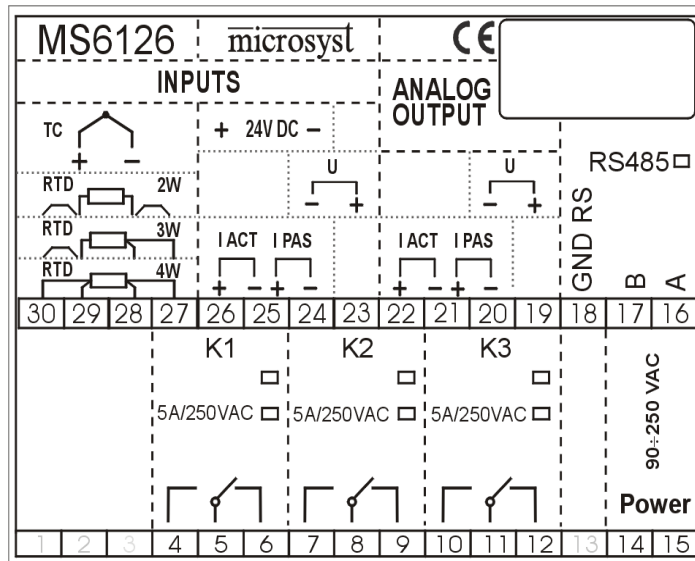 MS6126 microsyst CE
INPUTS
ANALOG
OUTPUT
TC
+ -
+ 24V DC -
U
- +
U
- +
RS485
RTD 2W
RTD 3W
RTD 4W
I ACT I PAS
+ - + -
I ACT I PAS
+ - + -
GND RS
B
A
30 29 28 27 26 25 24 23 22 21 20 19 18 17 16
K1 K2 K3
5A/250VAC 5A/250VAC 5A/250VAC
90÷250 VAC
Power
1 2 3 4 5 6 7 8 9 10 11 12 13 14 15